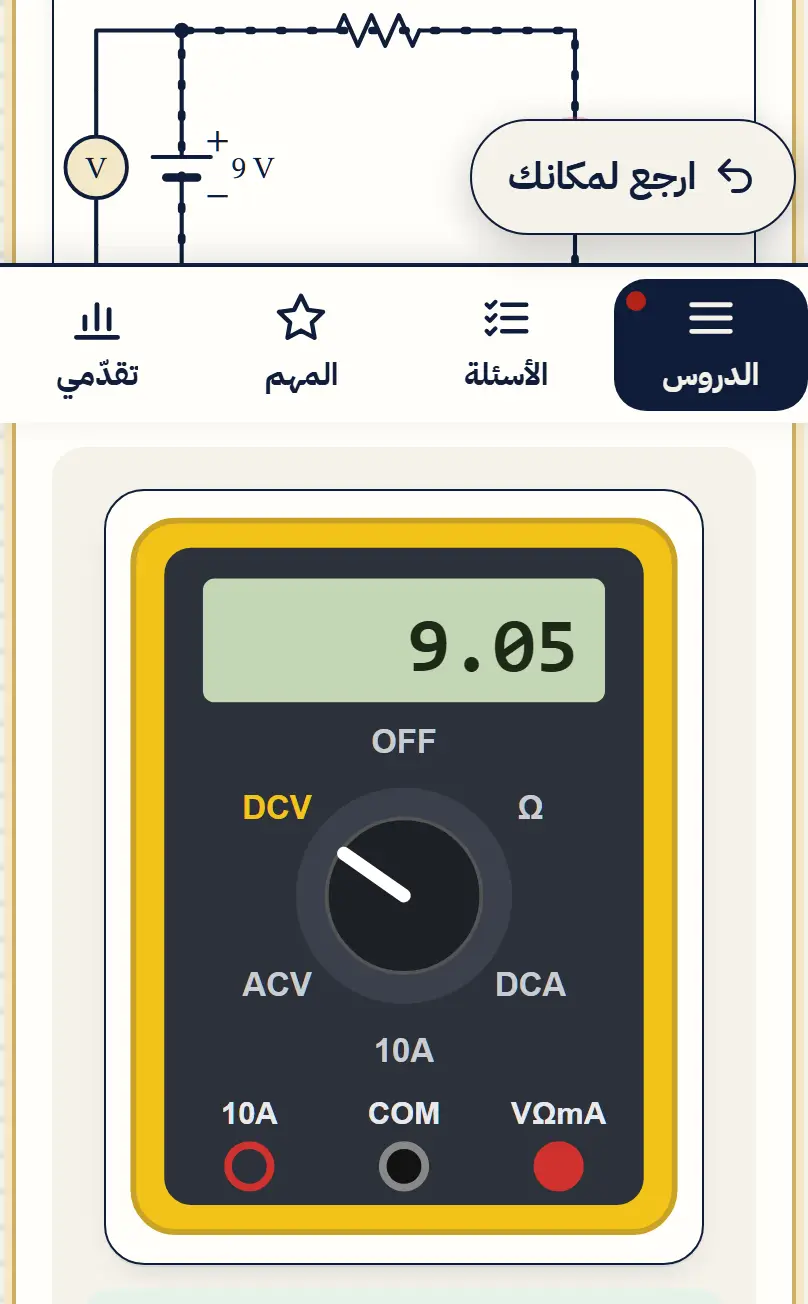 +
V
9 V
−
ارجع لمكانك
الدروس
الأسئلة
المهم
تقدّمي
9.05
OFF
DCV
Ω
ACV
DCA
10A
10A
COM
VΩmA